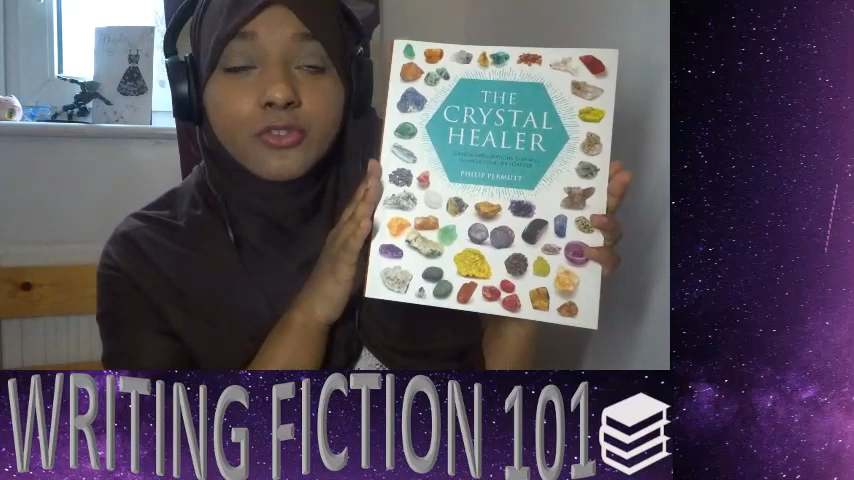 THE
CRYSTAL
HEALER
PHILIP PERMUTT
WRITING FICTION 101